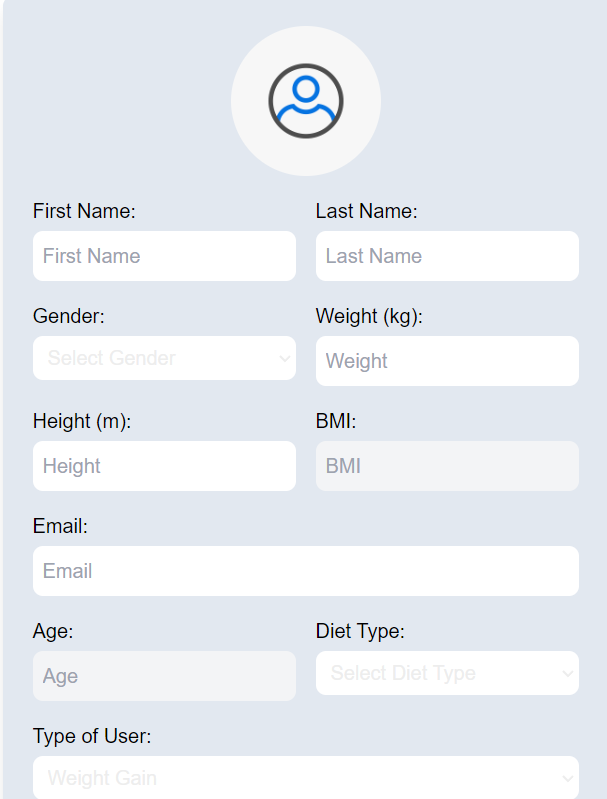 First Name: Last Name:
First Name Last Name
Gender: Weight (kg):
Select Gender Weight
Height (m): BMI:
Height BMI
Email:
Email
Age: Diet Type:
Age Select Diet Type
Type of User:
Weight Gain